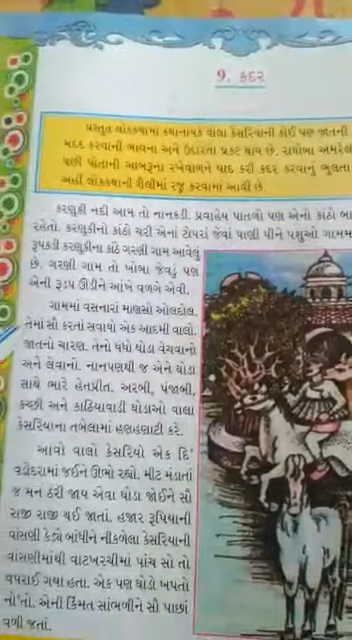 9. કદર
પ્રસ્તુત લોકકથામાં કથાનાયક વાલા કેસરિયાની કોઈ પણ જાતની
મદદ કરવાની ભાવના અને ઉદારતા પ્રકટ થાય છે. રાઘોબા અમરેલ
પછી પોતાની આબરૂના રખેવાળને યાદ કરી કદર કરવાનું ભૂલતા
અહીં લોકકથાની શૈલીમાં રજૂ કરવામાં આવી છે.
કરણુકી નદી આમ તો નાનકડી. પ્રવાહેય પાતળો પણ એનો કાંઠો ભા
રહેતો. કરણુકીનો કાંઠો ચરી એનાં ટોપરાં જેવાં પાણી પીને પશુઓ ગામમ
રૂપકડી કરણુકીના કાંઠે ગરણી ગામ આવેલું
છે. ગરણી ગામ તો ખોબા જેવડું પણ
એની રૂડપ ઊડીને આંખે વળગે એવી.
ગામમાં વસનારાં માણસો ઓલદોલ.
તેમાં સૌ કરતાં સવાયો એક આદમી વાલો.
જાતનો ચારણ. તેનો ધંધો ઘોડા વેચવાનો
અને લેવાનો. નાનપણથી જ એને ઘોડા
સાથે ભારે હેતપ્રીત. અરબી, પંજાબી,
કચ્છી અને કાઠિયાવાડી ઘોડાઓ વાલા
કેસરિયાના તબેલામાં હણહણાટી કરે.
આવો વાલો કેસરિયો એક દિ'
વડોદરામાં જઈને ઊભો રહ્યો. મીટ મંડાતાં
જ મન ઠરી જાય એવા ઘોડા જોઈને સૌ
રાજી રાજી થઈ જાતાં. હજાર રૂપિયાની
વાંસળી કેડ્યે બાંધીને નીકળેલા કેસરિયાની
વાંસળીમાંથી વાટખરચીમાં પાંચ સો તો
વપરાઈ ગયા હતા. એક પણ ઘોડો ખપતો
નો'તો. એની કિંમત સાંભળીને સૌ પાછાં
વળી જતાં.